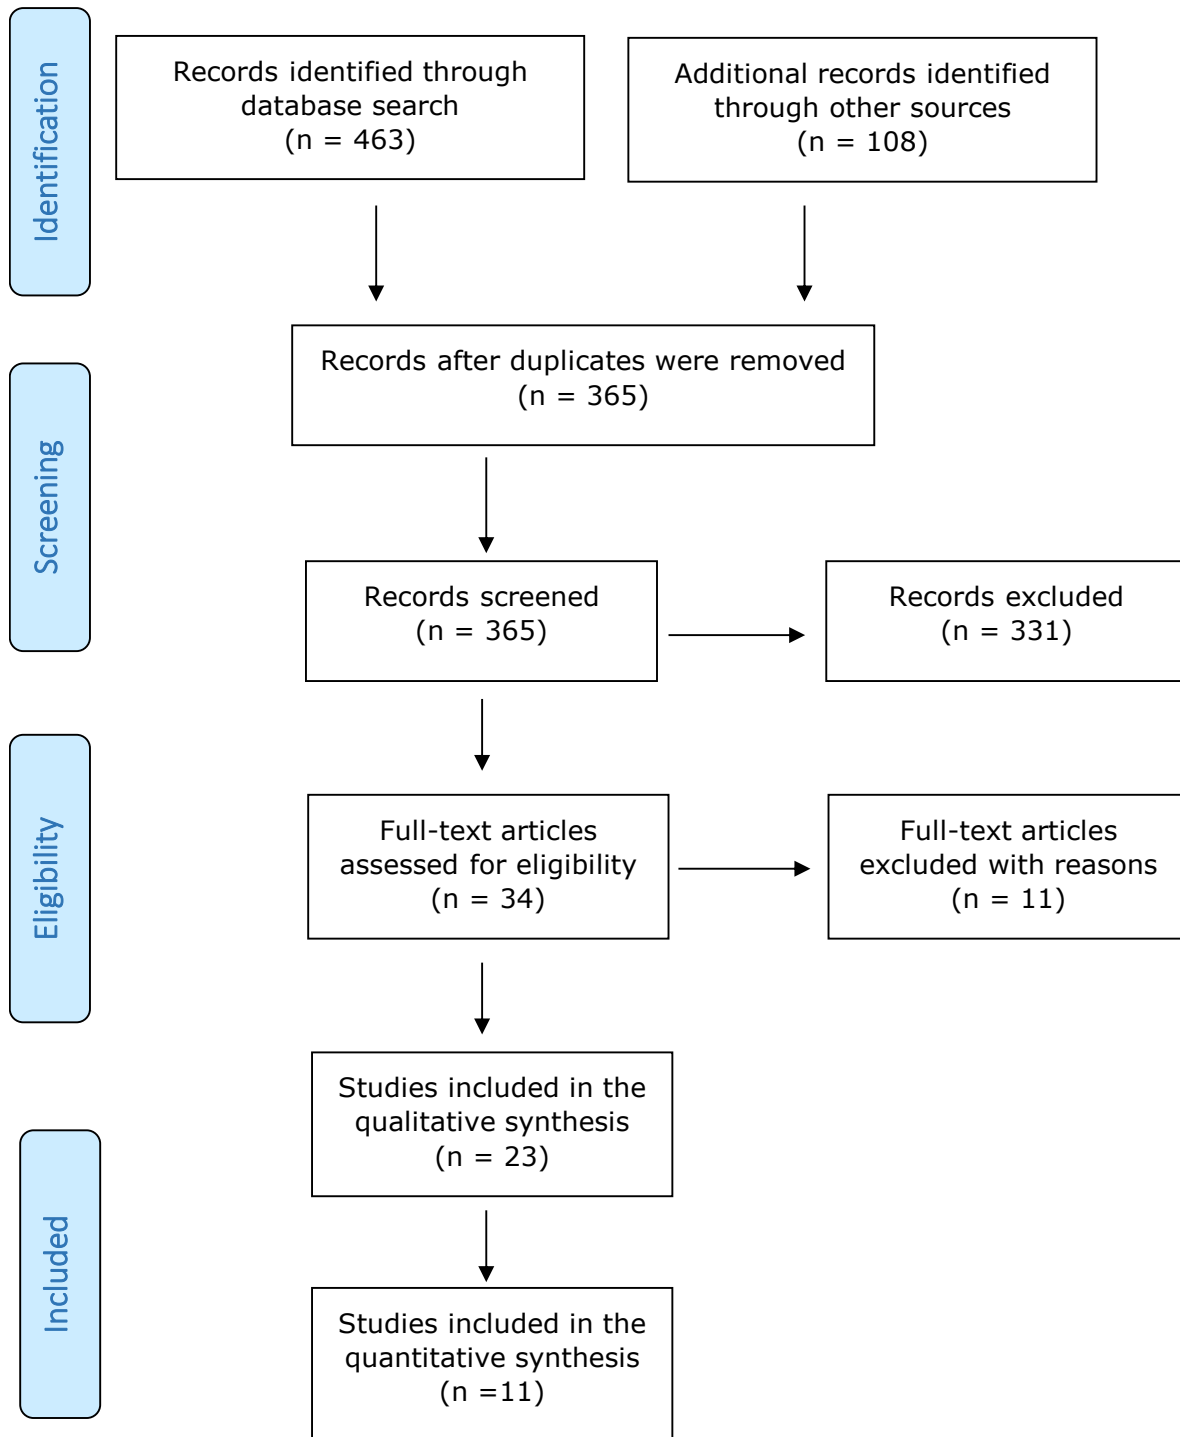 Identification
Records identified through
database search
(n = 463)
Additional records identified
through other sources
(n = 108)
Records after duplicates were removed
(n = 365)
Screening
Records screened
(n = 365)
Records excluded
(n = 331)
Eligibility
Full-text articles
assessed for eligibility
(n = 34)
Full-text articles
excluded with reasons
(n = 11)
Studies included in the
qualitative synthesis
(n = 23)
Included
Studies included in the
quantitative synthesis
(n =11)